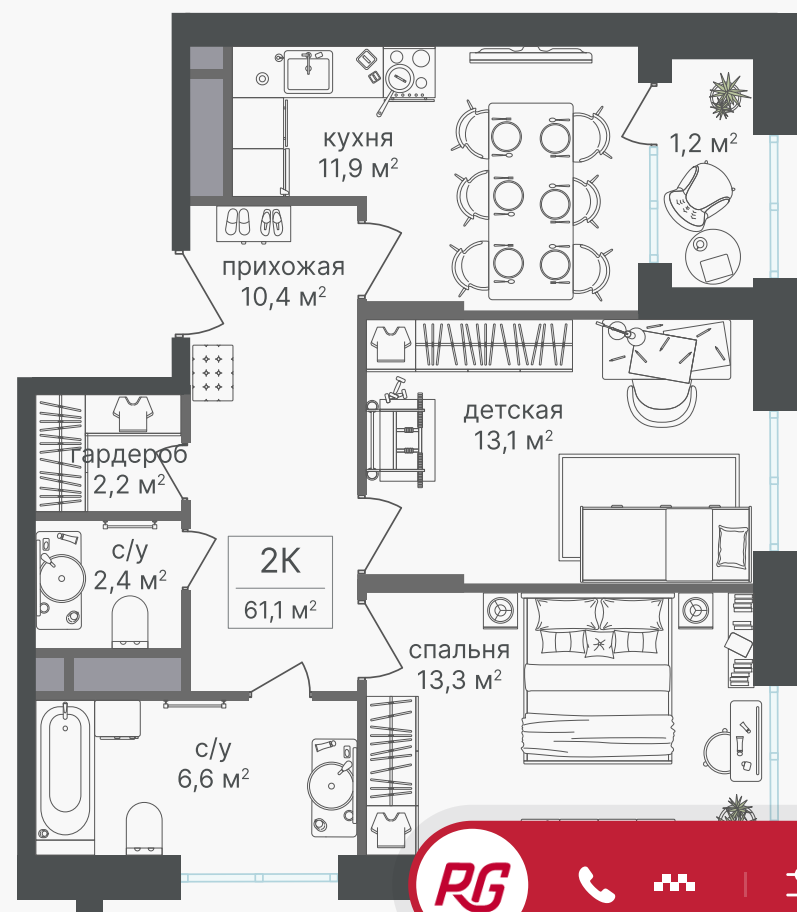 кухня
11,9 м²
1,2 м²
прихожая
10,4 м²
детская
13,1 м²
гардероб
2,2 м²
с/у
2,4 м²
2К
61,1 м²
спальня
13,3 м²
с/у
6,6 м²
PG